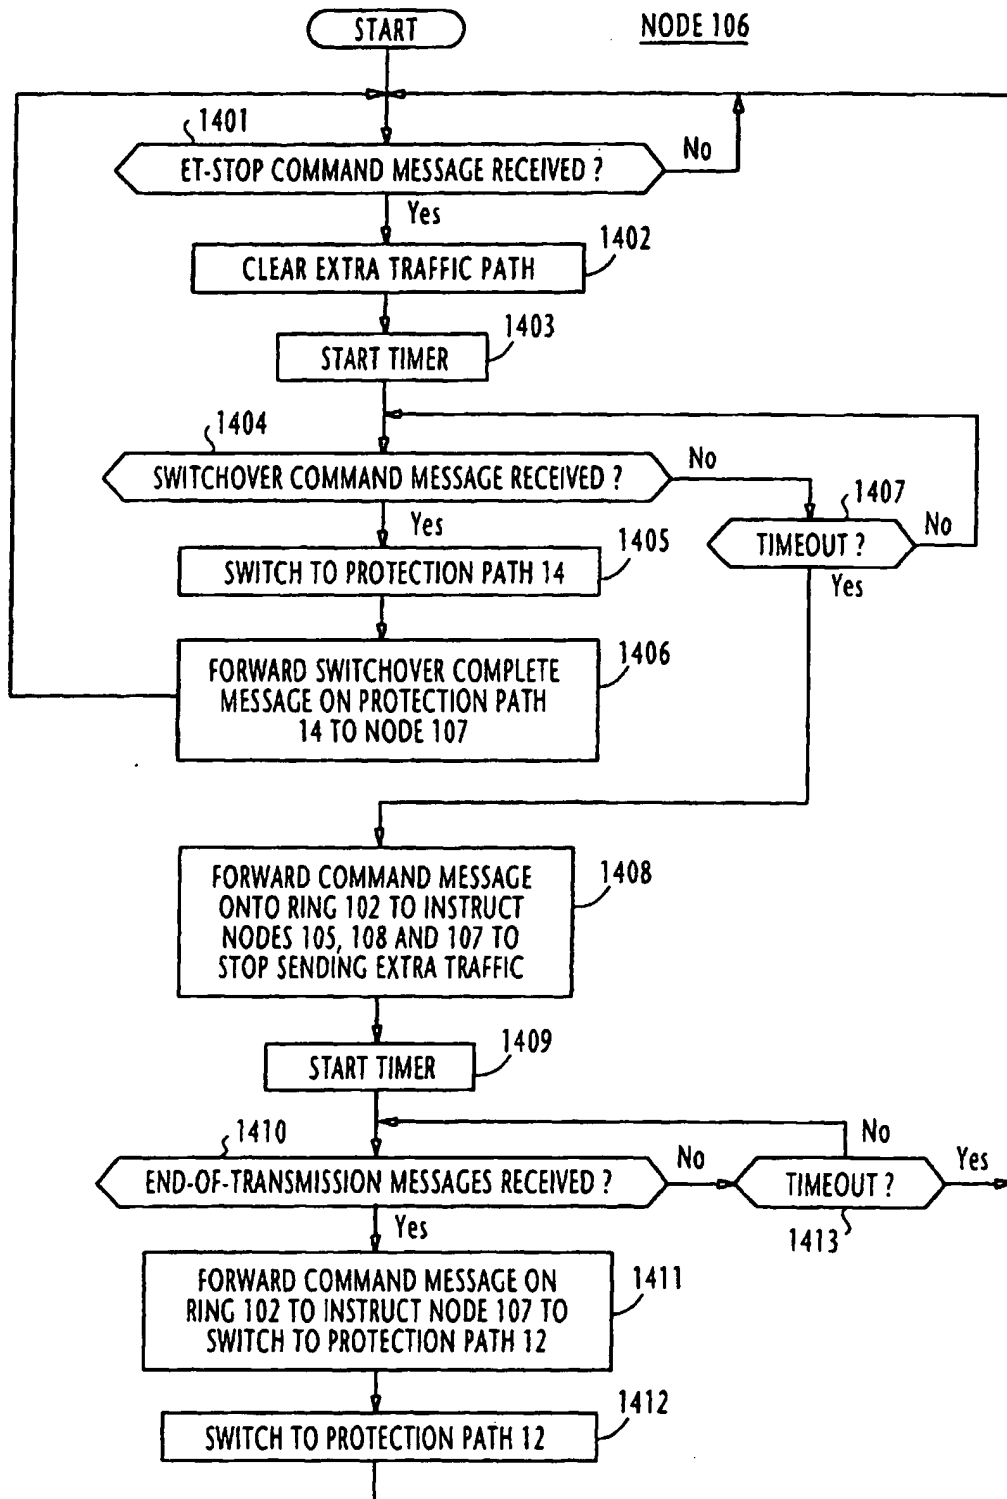 START
NODE 106
1401
ET-STOP COMMAND MESSAGE RECEIVED ?
No
Yes
1402
CLEAR EXTRA TRAFFIC PATH
1403
START TIMER
1404
SWITCHOVER COMMAND MESSAGE RECEIVED ?
No
1407
TIMEOUT ?
No
Yes
Yes
1405
SWITCH TO PROTECTION PATH 14
1406
FORWARD SWITCHOVER COMPLETE
MESSAGE ON PROTECTION PATH
14 TO NODE 107
1408
FORWARD COMMAND MESSAGE
ONTO RING 102 TO INSTRUCT
NODES 105, 108 AND 107 TO
STOP SENDING EXTRA TRAFFIC
1409
START TIMER
1410
END-OF-TRANSMISSION MESSAGES RECEIVED ?
No
No
TIMEOUT ?
Yes
1413
Yes
1411
FORWARD COMMAND MESSAGE ON
RING 102 TO INSTRUCT NODE 107 TO
SWITCH TO PROTECTION PATH 12
1412
SWITCH TO PROTECTION PATH 12